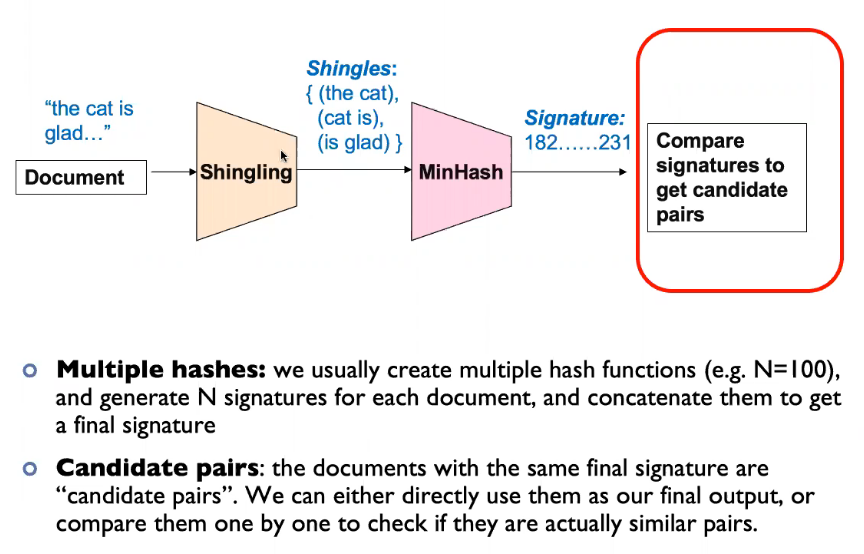 Shingles:
{ (the cat),
(cat is),
(is glad) }
"the cat is
glad…"
Signature:
182……231
Document
Shingling
MinHash
Compare
signatures to
get candidate
pairs
Multiple hashes: we usually create multiple hash functions (e.g. N=100),
and generate N signatures for each document, and concatenate them to get
a final signature
Candidate pairs: the documents with the same final signature are
“candidate pairs”. We can either directly use them as our final output, or
compare them one by one to check if they are actually similar pairs.